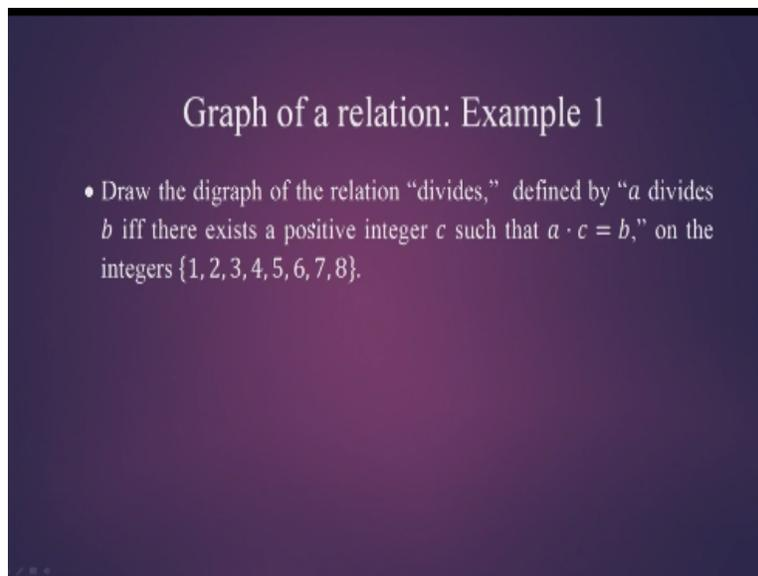 Graph of a relation: Example 1
• Draw the digraph of the relation “divides,” defined by “a divides
b iff there exists a positive integer c such that a · c = b,” on the
integers {1, 2, 3, 4, 5, 6, 7, 8}.